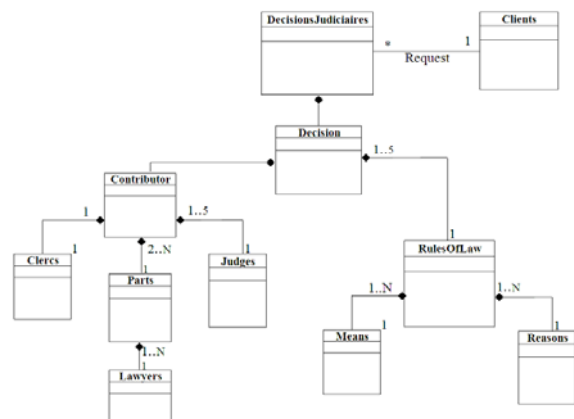 DecisionsJudiciaires
Clients
*
1
Request
Decision
1..5
Contributor
1
1..5
2..N
1
RulesOfLaw
1
Clercs
1
Judges
1
Parts
1..N
1..N
1
Means
1
Reasons
1..N
1
Lawyers